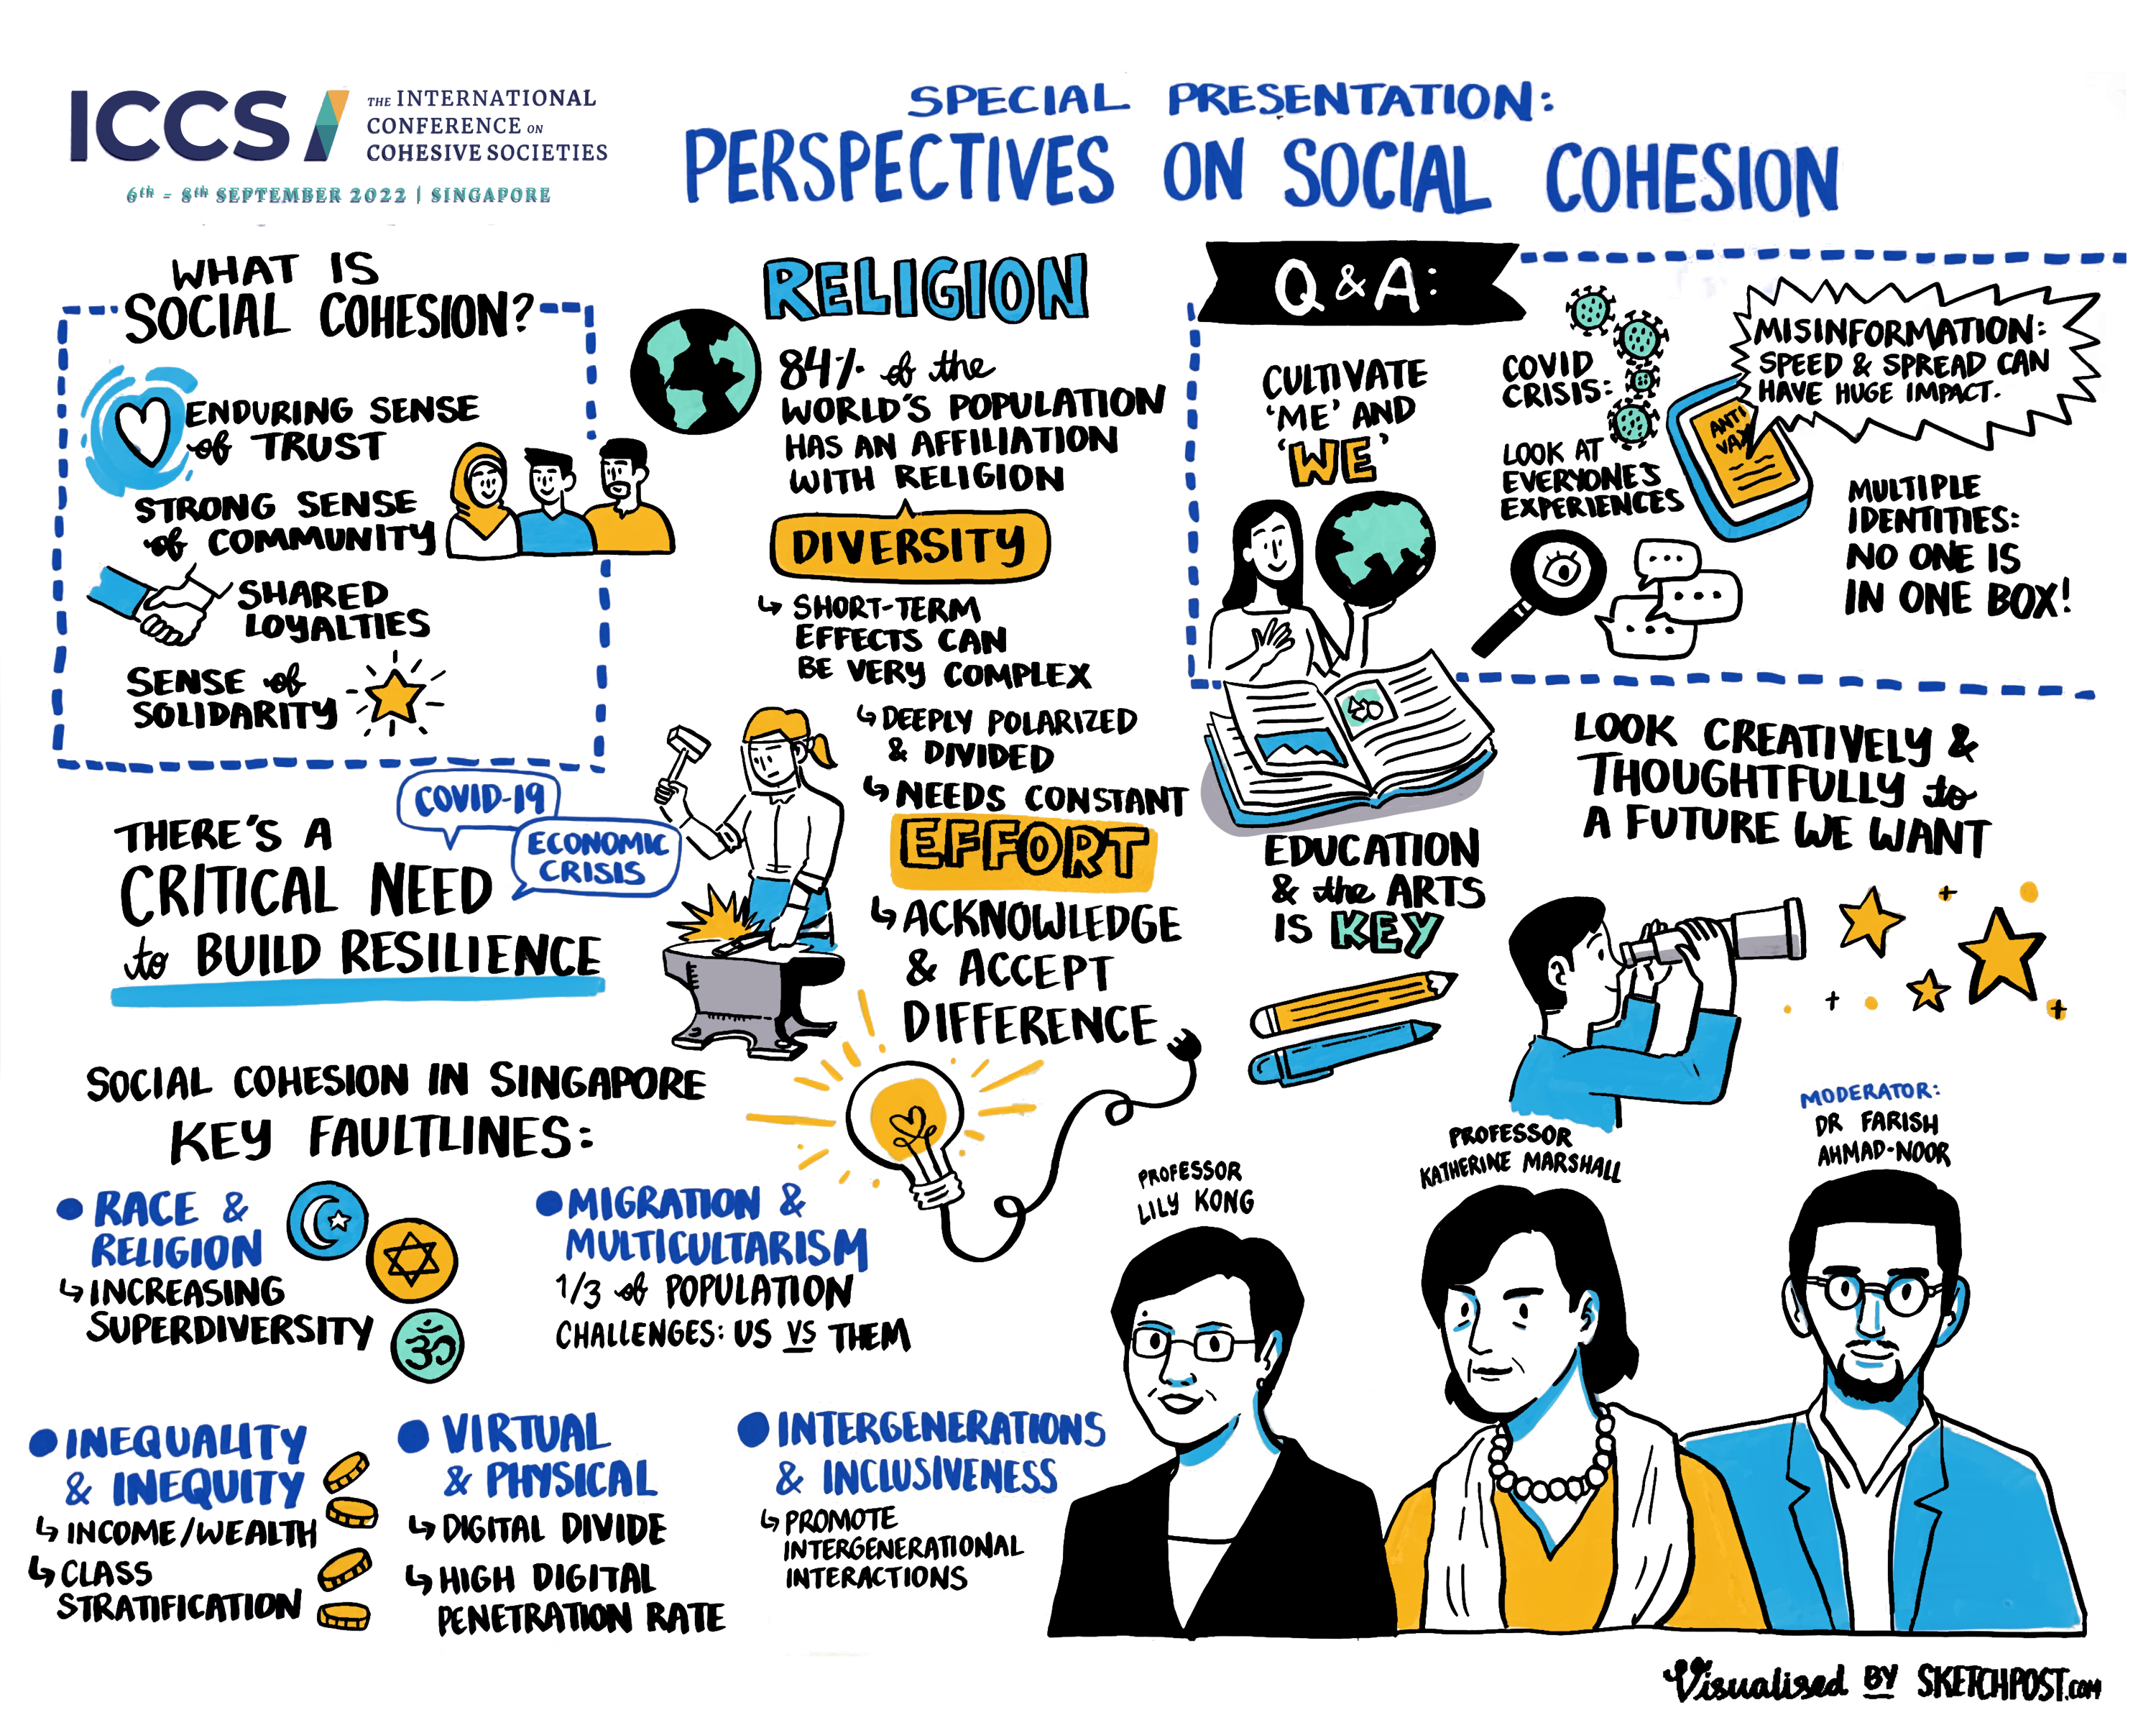 ICCS
THE INTERNATIONAL
CONFERENCE ON
COHESIVE SOCIETIES
6th - 8th SEPTEMBER 2022 | SINGAPORE
SPECIAL PRESENTATION:
PERSPECTIVES ON SOCIAL COHESION
WHAT IS
SOCIAL COHESION?
ENDURING SENSE
of TRUST
STRONG SENSE
of COMMUNITY
SHARED
LOYALTIES
SENSE of
SOLIDARITY
COVID-19
ECONOMIC
CRISIS
THERE'S A
CRITICAL NEED
to BUILD RESILIENCE
RELIGION
84% of the
WORLD'S POPULATION
HAS AN AFFILIATION
WITH RELIGION
DIVERSITY
↳ SHORT-TERM
EFFECTS CAN
BE VERY COMPLEX
↳ DEEPLY POLARIZED
& DIVIDED
↳ NEEDS CONSTANT
EFFORT
↳ ACKNOWLEDGE
& ACCEPT
DIFFERENCE
Q & A:
CULTIVATE
'ME' AND
'WE'
COVID
CRISIS:
LOOK AT
EVERYONE'S
EXPERIENCES
MISINFORMATION:
SPEED & SPREAD CAN
HAVE HUGE IMPACT.
ANTI
VAX
MULTIPLE
IDENTITIES:
NO ONE IS
IN ONE BOX!
EDUCATION
& the ARTS
IS KEY
LOOK CREATIVELY &
THOUGHTFULLY to
A FUTURE WE WANT
SOCIAL COHESION IN SINGAPORE
KEY FAULTLINES:
• RACE &
RELIGION
↳ INCREASING
SUPERDIVERSITY
ॐ
• MIGRATION &
MULTICULTARISM
1/3 of POPULATION
CHALLENGES: US VS THEM
• INEQUALITY
& INEQUITY
↳ INCOME/WEALTH
↳ CLASS
STRATIFICATION
• VIRTUAL
& PHYSICAL
↳ DIGITAL DIVIDE
↳ HIGH DIGITAL
PENETRATION RATE
• INTERGENERATIONS
& INCLUSIVENESS
↳ PROMOTE
INTERGENERATIONAL
INTERACTIONS
PROFESSOR
LILY KONG
PROFESSOR
KATHERINE MARSHALL
MODERATOR:
DR FARISH
AHMAD-NOOR
Visualised BY SKETCHPOST.COM